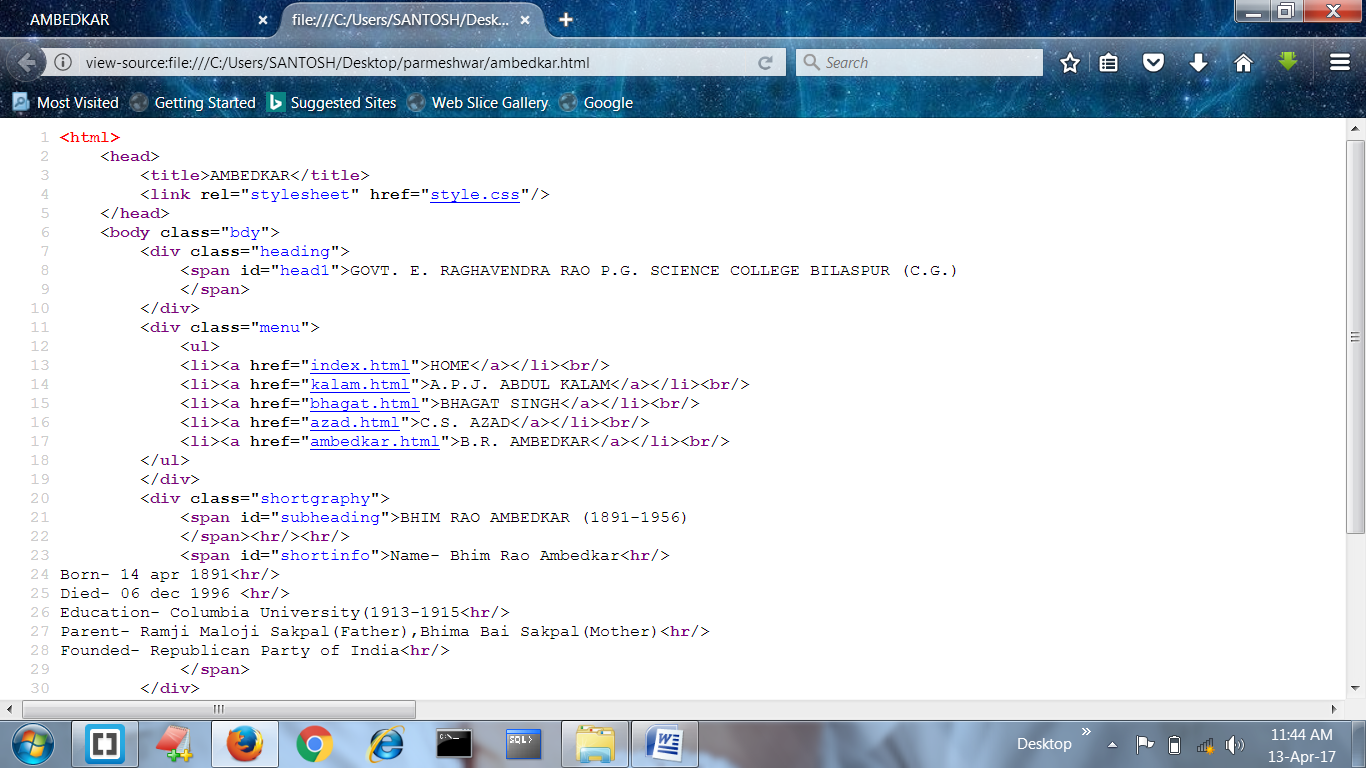 AMBEDKAR
file:///C:/Users/SANTOSH/Desk...
view-source:file:///C:/Users/SANTOSH/Desktop/parmeshwar/ambedkar.html
Search
Most Visited Getting Started Suggested Sites Web Slice Gallery Google
1 <html>
2 <head>
3 <title>AMBEDKAR</title>
4 <link rel="stylesheet" href="style.css"/>
5 </head>
6 <body class="bdy">
7 <div class="heading">
8 <span id="head1">GOVT. E. RAGHAVENDRA RAO P.G. SCIENCE COLLEGE BILASPUR (C.G.)
9 </span>
10 </div>
11 <div class="menu">
12 <ul>
13 <li><a href="index.html">HOME</a></li><br/>
14 <li><a href="kalam.html">A.P.J. ABDUL KALAM</a></li><br/>
15 <li><a href="bhagat.html">BHAGAT SINGH</a></li><br/>
16 <li><a href="azad.html">C.S. AZAD</a></li><br/>
17 <li><a href="ambedkar.html">B.R. AMBEDKAR</a></li><br/>
18 </ul>
19 </div>
20 <div class="shortgraphy">
21 <span id="subheading">BHIM RAO AMBEDKAR (1891-1956)
22 </span><hr/><hr/>
23 <span id="shortinfo">Name- Bhim Rao Ambedkar<hr/>
24 Born- 14 apr 1891<hr/>
25 Died- 06 dec 1996 <hr/>
26 Education- Columbia University(1913-1915<hr/>
27 Parent- Ramji Maloji Sakpal(Father),Bhima Bai Sakpal(Mother)<hr/>
28 Founded- Republican Party of India<hr/>
29 </span>
30 </div>
C:\_
SQL>
Desktop »
11:44 AM
13-Apr-17